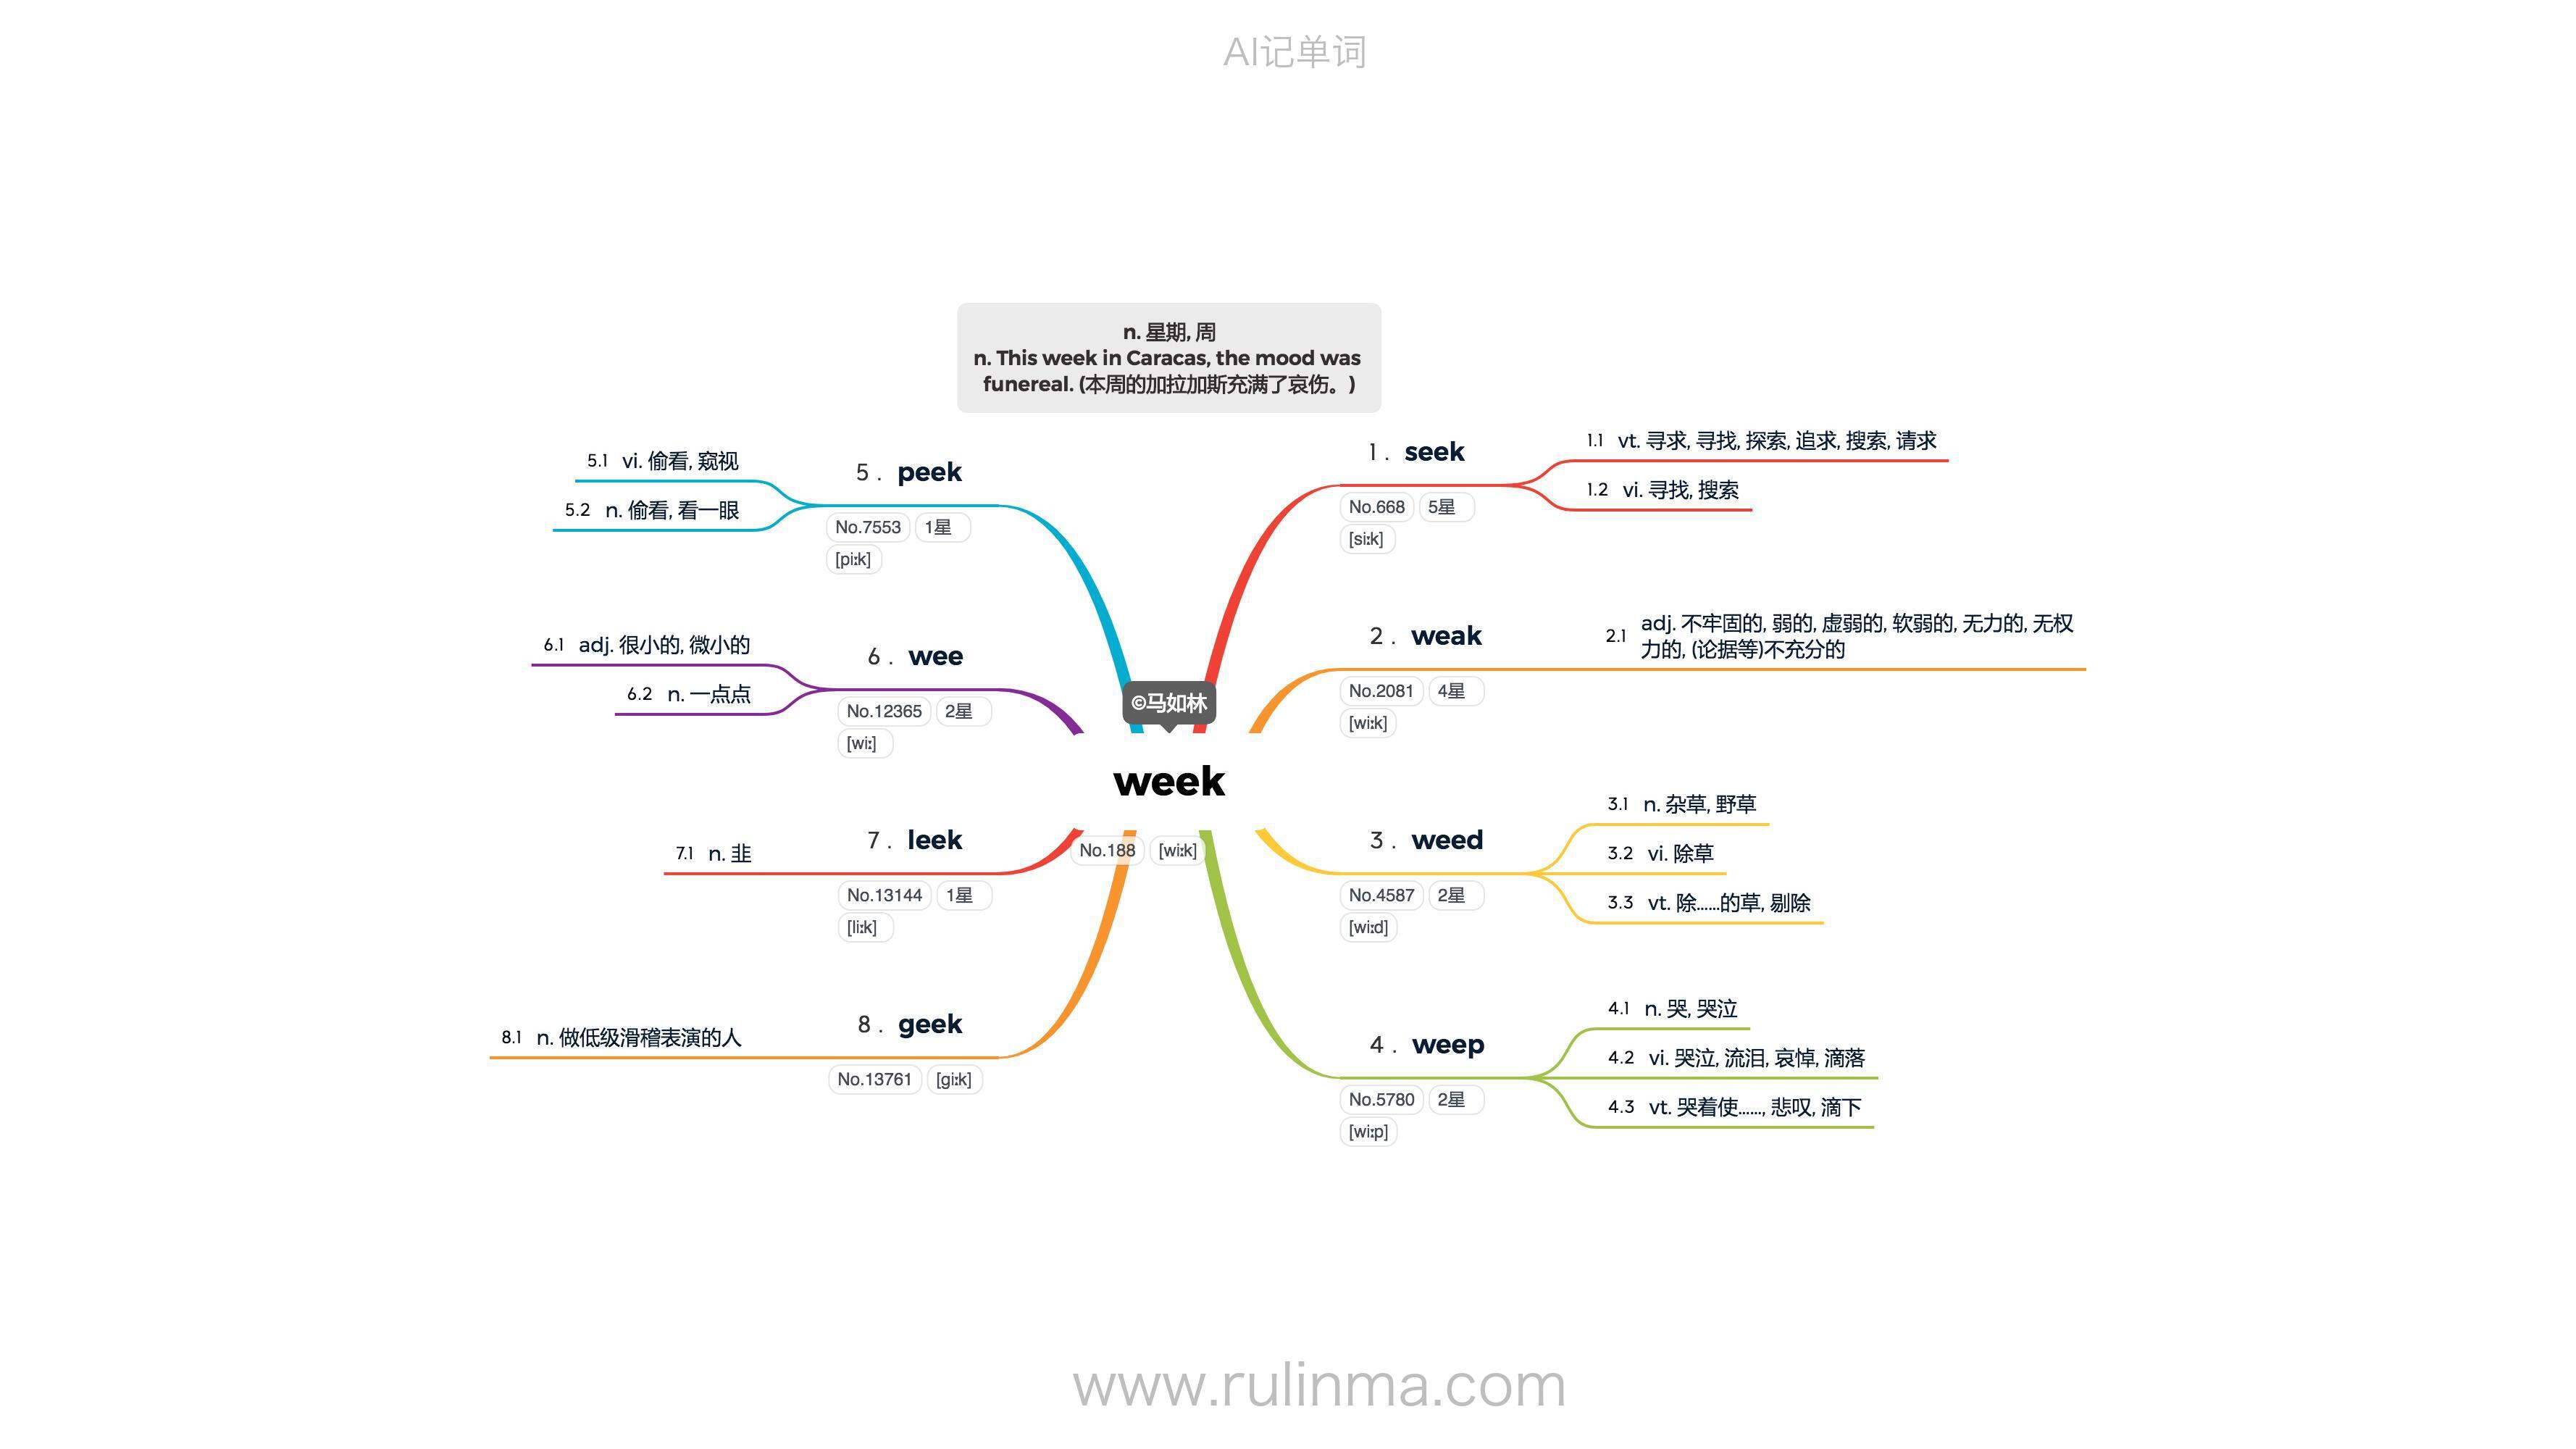 AI记单词
n. 星期, 周
n. This week in Caracas, the mood was
funereal. (本周的加拉加斯充满了哀伤。)
©马如林
week
No.188 [wiːk]
1. seek
No.668 5星
[siːk]
1.1 vt. 寻求, 寻找, 探索, 追求, 搜索, 请求
1.2 vi. 寻找, 搜索
2. weak
No.2081 4星
[wiːk]
2.1 adj. 不牢固的, 弱的, 虚弱的, 软弱的, 无力的, 无权
力的, (论据等)不充分的
3. weed
No.4587 2星
[wiːd]
3.1 n. 杂草, 野草
3.2 vi. 除草
3.3 vt. 除……的草, 剔除
4. weep
No.5780 2星
[wiːp]
4.1 n. 哭, 哭泣
4.2 vi. 哭泣, 流泪, 哀悼, 滴落
4.3 vt. 哭着使……, 悲叹, 滴下
5. peek
No.7553 1星
[piːk]
5.1 vi. 偷看, 窥视
5.2 n. 偷看, 看一眼
6. wee
No.12365 2星
[wiː]
6.1 adj. 很小的, 微小的
6.2 n. 一点点
7. leek
No.13144 1星
[liːk]
7.1 n. 韭
8. geek
No.13761 [giːk]
8.1 n. 做低级滑稽表演的人
www.rulinma.com